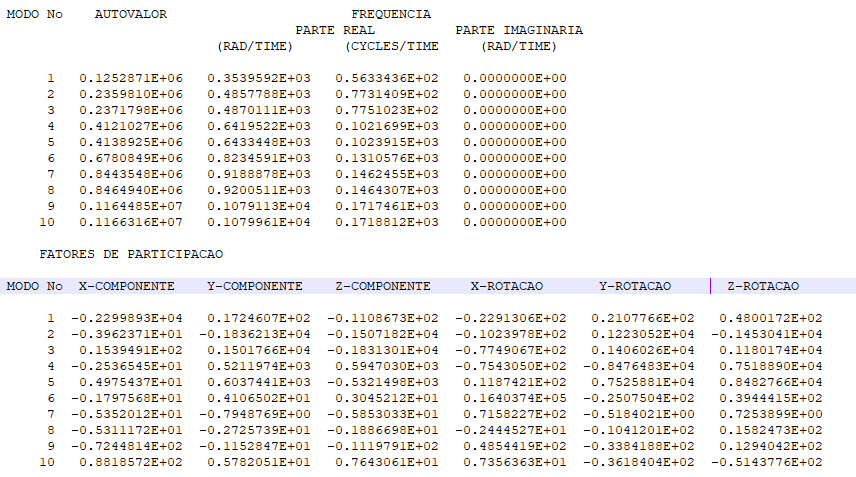 MODO No    AUTOVALOR                       FREQUENCIA
PARTE REAL          PARTE IMAGINARIA
(RAD/TIME)      (CYCLES/TIME     (RAD/TIME)
1   0.1252871E+06   0.3539592E+03   0.5633436E+02   0.0000000E+00
2   0.2359810E+06   0.4857788E+03   0.7731409E+02   0.0000000E+00
3   0.2371798E+06   0.4870111E+03   0.7751023E+02   0.0000000E+00
4   0.4121027E+06   0.6419522E+03   0.1021699E+03   0.0000000E+00
5   0.4138925E+06   0.6433448E+03   0.1023915E+03   0.0000000E+00
6   0.6780849E+06   0.8234591E+03   0.1310576E+03   0.0000000E+00
7   0.8443548E+06   0.9188878E+03   0.1462455E+03   0.0000000E+00
8   0.8464940E+06   0.9200511E+03   0.1464307E+03   0.0000000E+00
9   0.1164485E+07   0.1079113E+04   0.1717461E+03   0.0000000E+00
10   0.1166316E+07   0.1079961E+04   0.1718812E+03   0.0000000E+00
FATORES DE PARTICIPACAO
MODO No  X-COMPONENTE    Y-COMPONENTE    Z-COMPONENTE     X-ROTACAO       Y-ROTACAO       Z-ROTACAO
1  -0.2299893E+04   0.1724607E+02  -0.1108673E+02  -0.2291306E+02   0.2107766E+02   0.4800172E+02
2  -0.3962371E+01  -0.1836213E+04  -0.1507182E+04  -0.1023978E+02   0.1223052E+04  -0.1453041E+04
3   0.1539491E+02   0.1501766E+04  -0.1831301E+04  -0.7749067E+02   0.1406026E+04   0.1180174E+04
4  -0.2536545E+01   0.5211974E+03   0.5947030E+03  -0.7543050E+02  -0.8476483E+04   0.7518890E+04
5   0.4975437E+01   0.6037441E+03  -0.5321498E+03   0.1187421E+02   0.7525881E+04   0.8482766E+04
6  -0.1797568E+01   0.4106502E+01   0.3045212E+01   0.1640374E+05  -0.2507504E+02   0.3944415E+02
7  -0.5352012E+01  -0.7948769E+00  -0.5853033E+01   0.7158227E+02  -0.5184021E+00   0.7253899E+00
8  -0.5311172E+01  -0.2725739E+01  -0.1886698E+01  -0.2444527E+01  -0.1041201E+02   0.1582473E+02
9  -0.7244814E+02  -0.1152847E+01  -0.1119791E+02   0.4854419E+02  -0.3384188E+02   0.1294042E+02
10   0.8818572E+02   0.5782051E+01   0.7643061E+01   0.7356363E+01  -0.3618404E+02  -0.5143776E+02